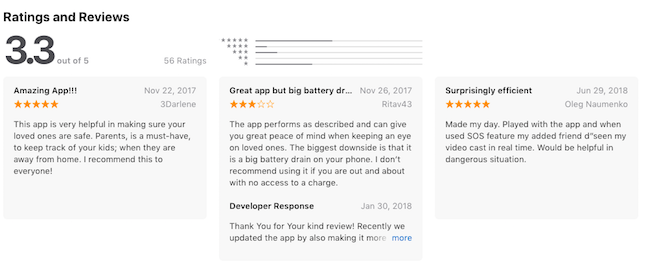 Ratings and Reviews
3.3 out of 5
56 Ratings
★★★★★
★★★★
★★★
★★
★
Amazing App!!!
Nov 22, 2017
★★★★★
3Darlene
This app is very helpful in making sure your
loved ones are safe. Parents, is a must-have,
to keep track of your kids; when they are
away from home. I recommend this to
everyone!
Great app but big battery dr...
Nov 26, 2017
★★★☆☆
Ritav43
The app performs as described and can
give you great peace of mind when keeping an eye
on loved ones. The biggest downside is that it
is a big battery drain on your phone. I don't
recommend using it if you are out and about
with no access to a charge.
Developer Response
Jan 30, 2018
Thank You for Your kind review! Recently we
updated the app by also making it more more
Surprisingly efficient
Jun 29, 2018
★★★★★
Oleg Naumenko
Made my day. Played with the app and when
used SOS feature my added friend d"seen my
video cast in real time. Would be helpful in
dangerous situation.